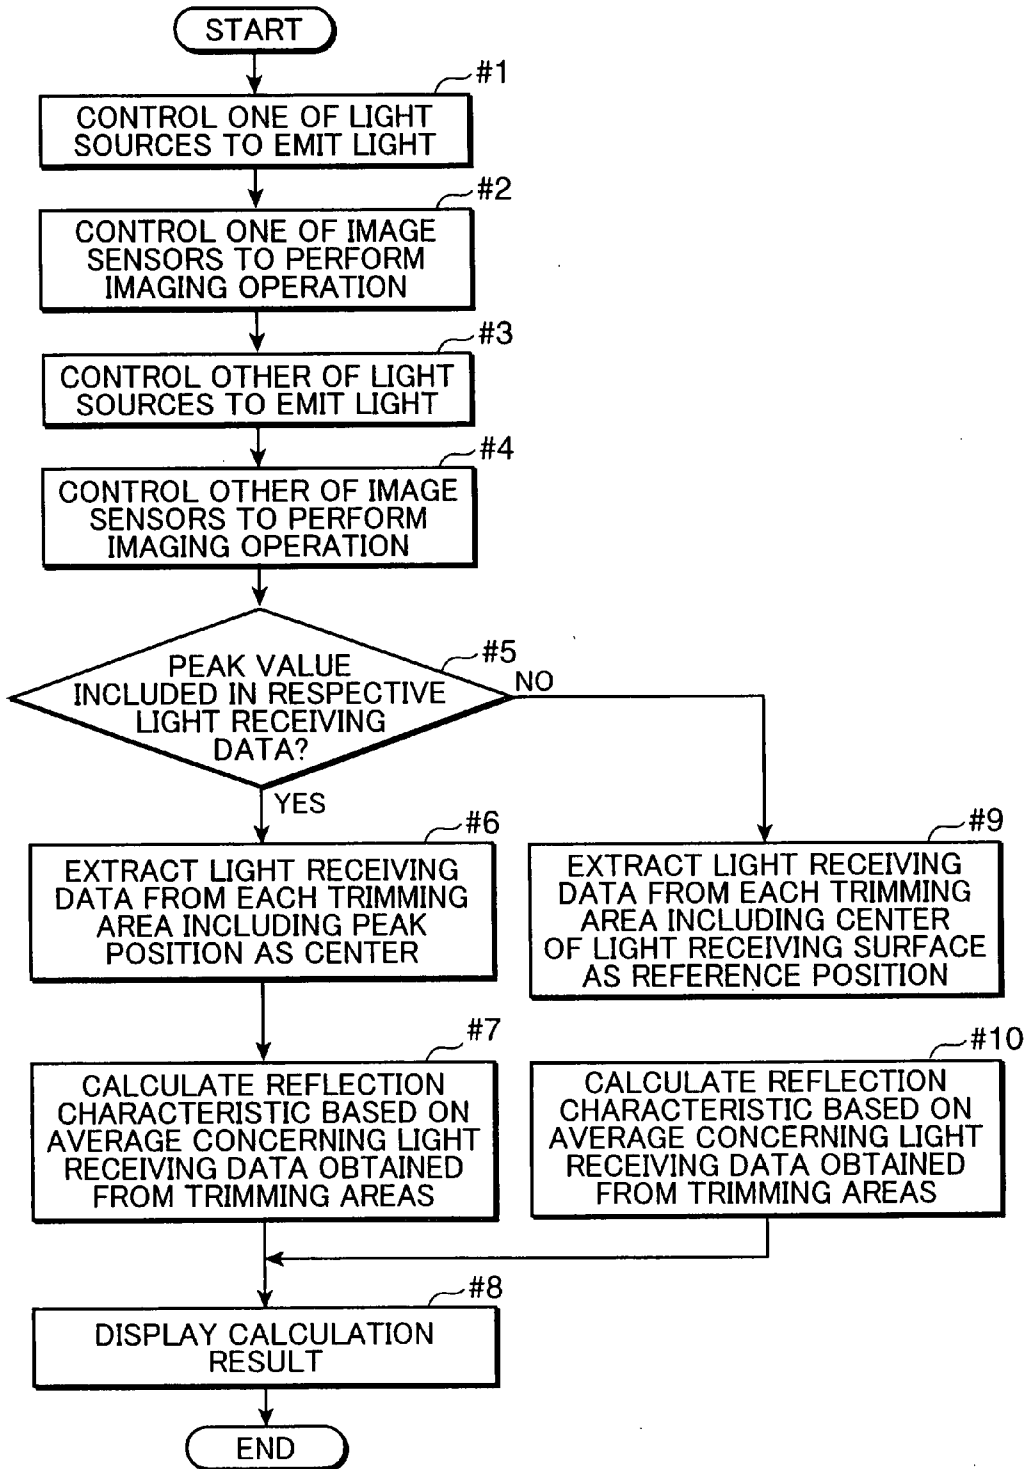 START
#1
CONTROL ONE OF LIGHT
SOURCES TO EMIT LIGHT
#2
CONTROL ONE OF IMAGE
SENSORS TO PERFORM
IMAGING OPERATION
#3
CONTROL OTHER OF LIGHT
SOURCES TO EMIT LIGHT
#4
CONTROL OTHER OF IMAGE
SENSORS TO PERFORM
IMAGING OPERATION
#5
PEAK VALUE
INCLUDED IN RESPECTIVE
LIGHT RECEIVING
DATA?
NO
YES
#6
EXTRACT LIGHT RECEIVING
DATA FROM EACH TRIMMING
AREA INCLUDING PEAK
POSITION AS CENTER
#9
EXTRACT LIGHT RECEIVING
DATA FROM EACH TRIMMING
AREA INCLUDING CENTER
OF LIGHT RECEIVING SURFACE
AS REFERENCE POSITION
#7
CALCULATE REFLECTION
CHARACTERISTIC BASED ON
AVERAGE CONCERNING LIGHT
RECEIVING DATA OBTAINED
FROM TRIMMING AREAS
#10
CALCULATE REFLECTION
CHARACTERISTIC BASED ON
AVERAGE CONCERNING LIGHT
RECEIVING DATA OBTAINED
FROM TRIMMING AREAS
#8
DISPLAY CALCULATION
RESULT
END